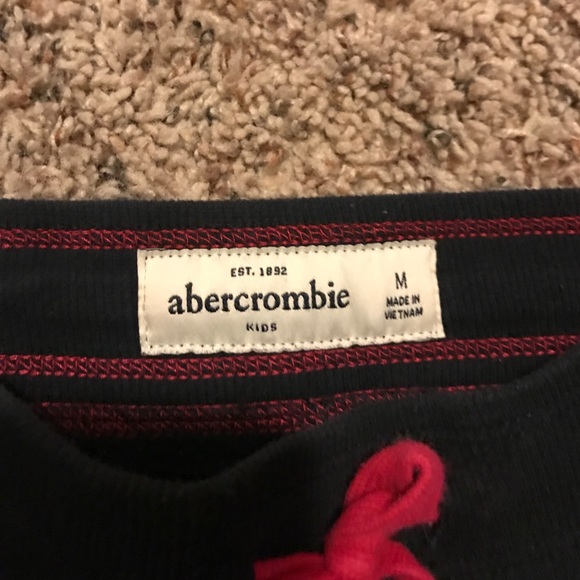 EST. 1892
abercrombie
KIDS
M
MADE IN
VIETNAM